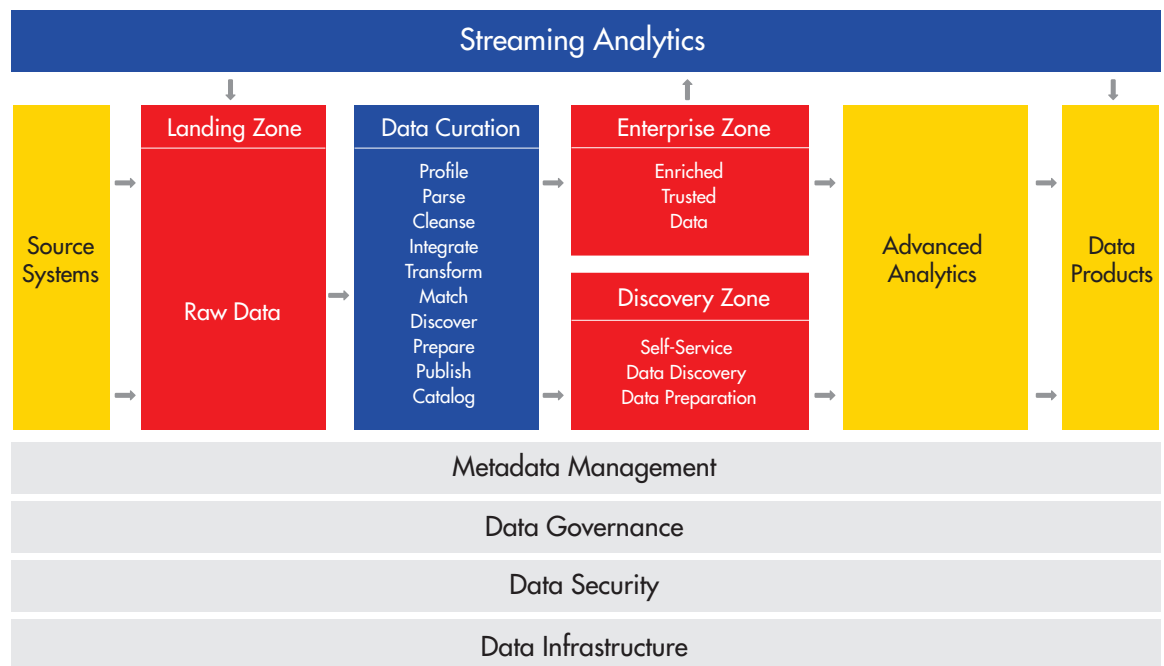 Streaming Analytics
Source
Systems
Landing Zone
Raw Data
Data Curation
Profile
Parse
Cleanse
Integrate
Transform
Match
Discover
Prepare
Publish
Catalog
Enterprise Zone
Enriched
Trusted
Data
Discovery Zone
Self-Service
Data Discovery
Data Preparation
Advanced
Analytics
Data
Products
Metadata Management
Data Governance
Data Security
Data Infrastructure